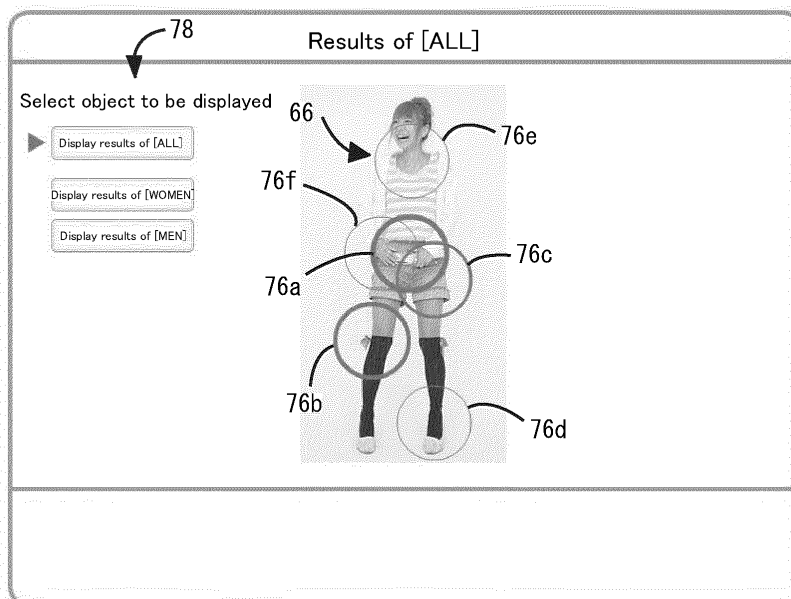 78
Results of [ALL]
Select object to be displayed
Display results of [ALL]
Display results of [WOMEN]
Display results of [MEN]
66
76e
76f
76c
76a
76b
76d